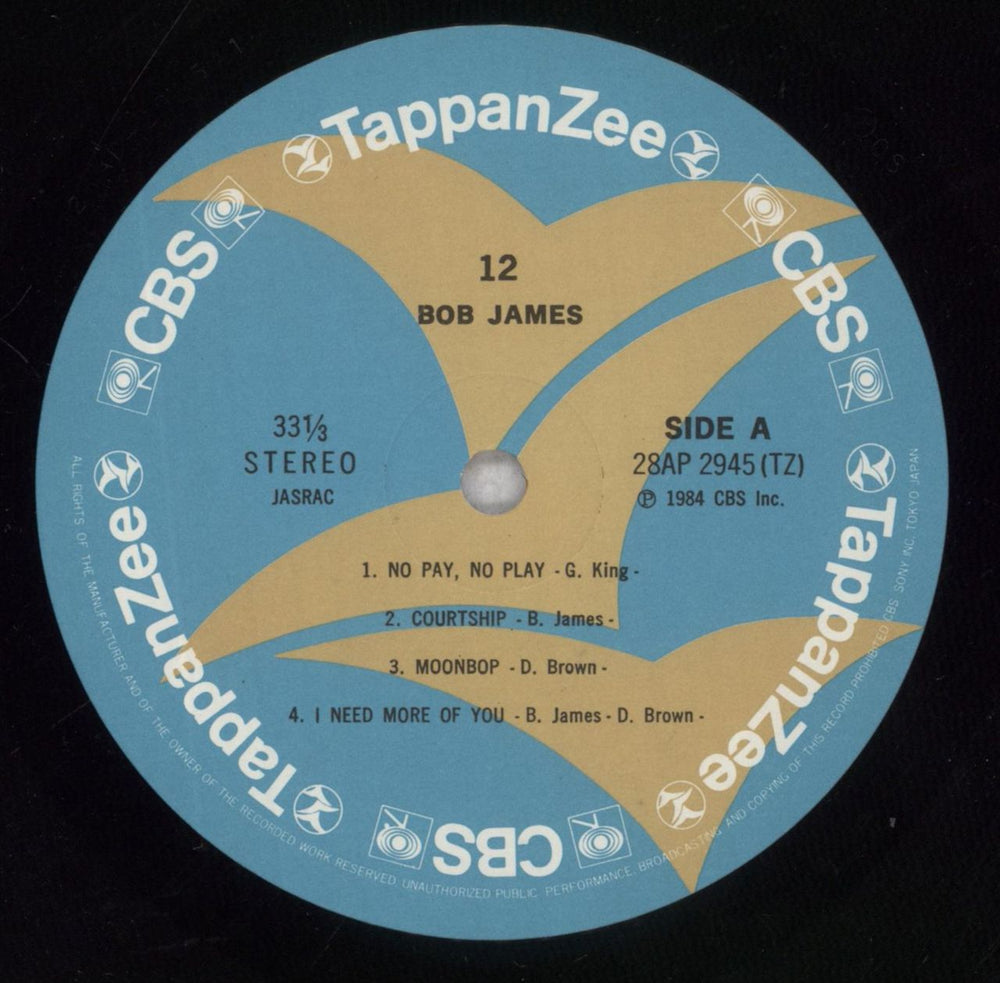 TappanZee
CBS
CBS
12
BOB JAMES
33⅓
STEREO
JASRAC
SIDE A
28AP 2945 (TZ)
Ⓟ 1984 CBS Inc.
1. NO PAY, NO PLAY - G. King -
2. COURTSHIP - B. James -
3. MOONBOP - D. Brown -
4. I NEED MORE OF YOU - B. James - D. Brown -
TappanZee
TappanZee
CBS
ALL RIGHTS OF THE MANUFACTURER AND OF THE OWNER OF THE RECORDED WORK RESERVED UNAUTHORIZED PUBLIC PERFORMANCE, BROADCASTING AND COPYING OF THIS RECORD PROHIBITED CBS SONY INC. TOKYO JAPAN